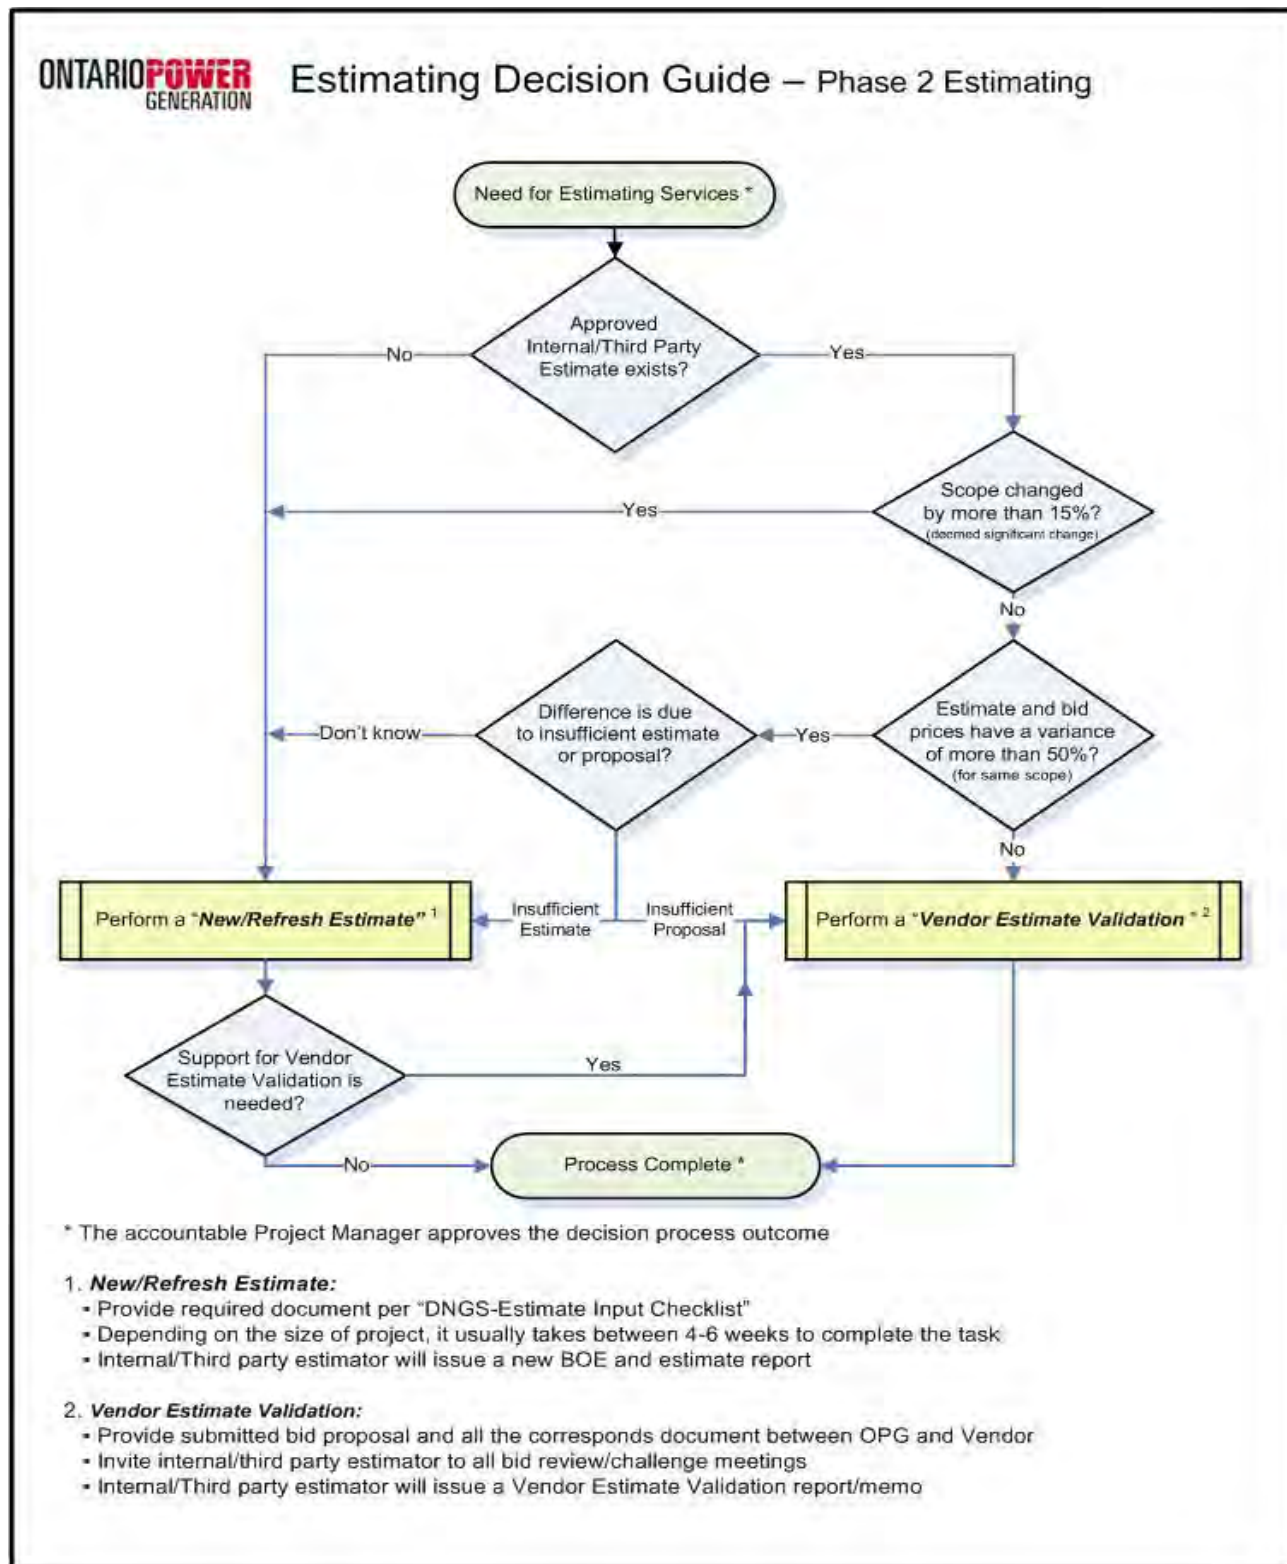 ONTARIOPOWER
GENERATION
Estimating Decision Guide – Phase 2 Estimating
Need for Estimating Services *
Approved
Internal/Third Party
Estimate exists?
No
Yes
Scope changed
by more than 15%?
(deemed significant change)
Yes
No
Difference is due
to insufficient estimate
or proposal?
Don't know
Yes
Estimate and bid
prices have a variance
of more than 50%?
(for same scope)
No
Perform a "New/Refresh Estimate" 1
Insufficient
Estimate
Insufficient
Proposal
Perform a "Vendor Estimate Validation " 2
Support for Vendor
Estimate Validation is
needed?
Yes
No
Process Complete *
* The accountable Project Manager approves the decision process outcome
1. New/Refresh Estimate:
▪ Provide required document per "DNGS-Estimate Input Checklist"
▪ Depending on the size of project, it usually takes between 4-6 weeks to complete the task
▪ Internal/Third party estimator will issue a new BOE and estimate report
2. Vendor Estimate Validation:
▪ Provide submitted bid proposal and all the corresponds document between OPG and Vendor
▪ Invite internal/third party estimator to all bid review/challenge meetings
▪ Internal/Third party estimator will issue a Vendor Estimate Validation report/memo